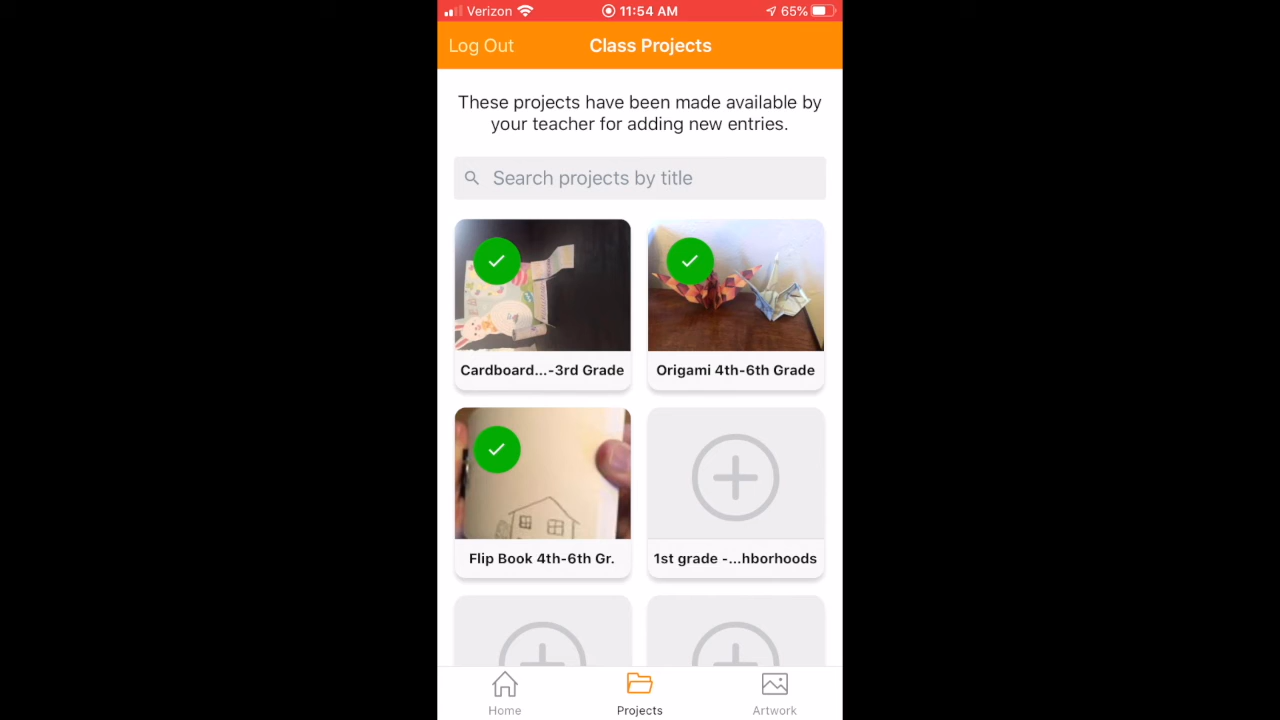 Verizon 11:54 AM 65%
Log Out Class Projects
These projects have been made available by
your teacher for adding new entries.
Search projects by title
Cardboard...-3rd Grade Origami 4th-6th Grade
Flip Book 4th-6th Gr. 1st grade -...hborhoods
Home Projects Artwork